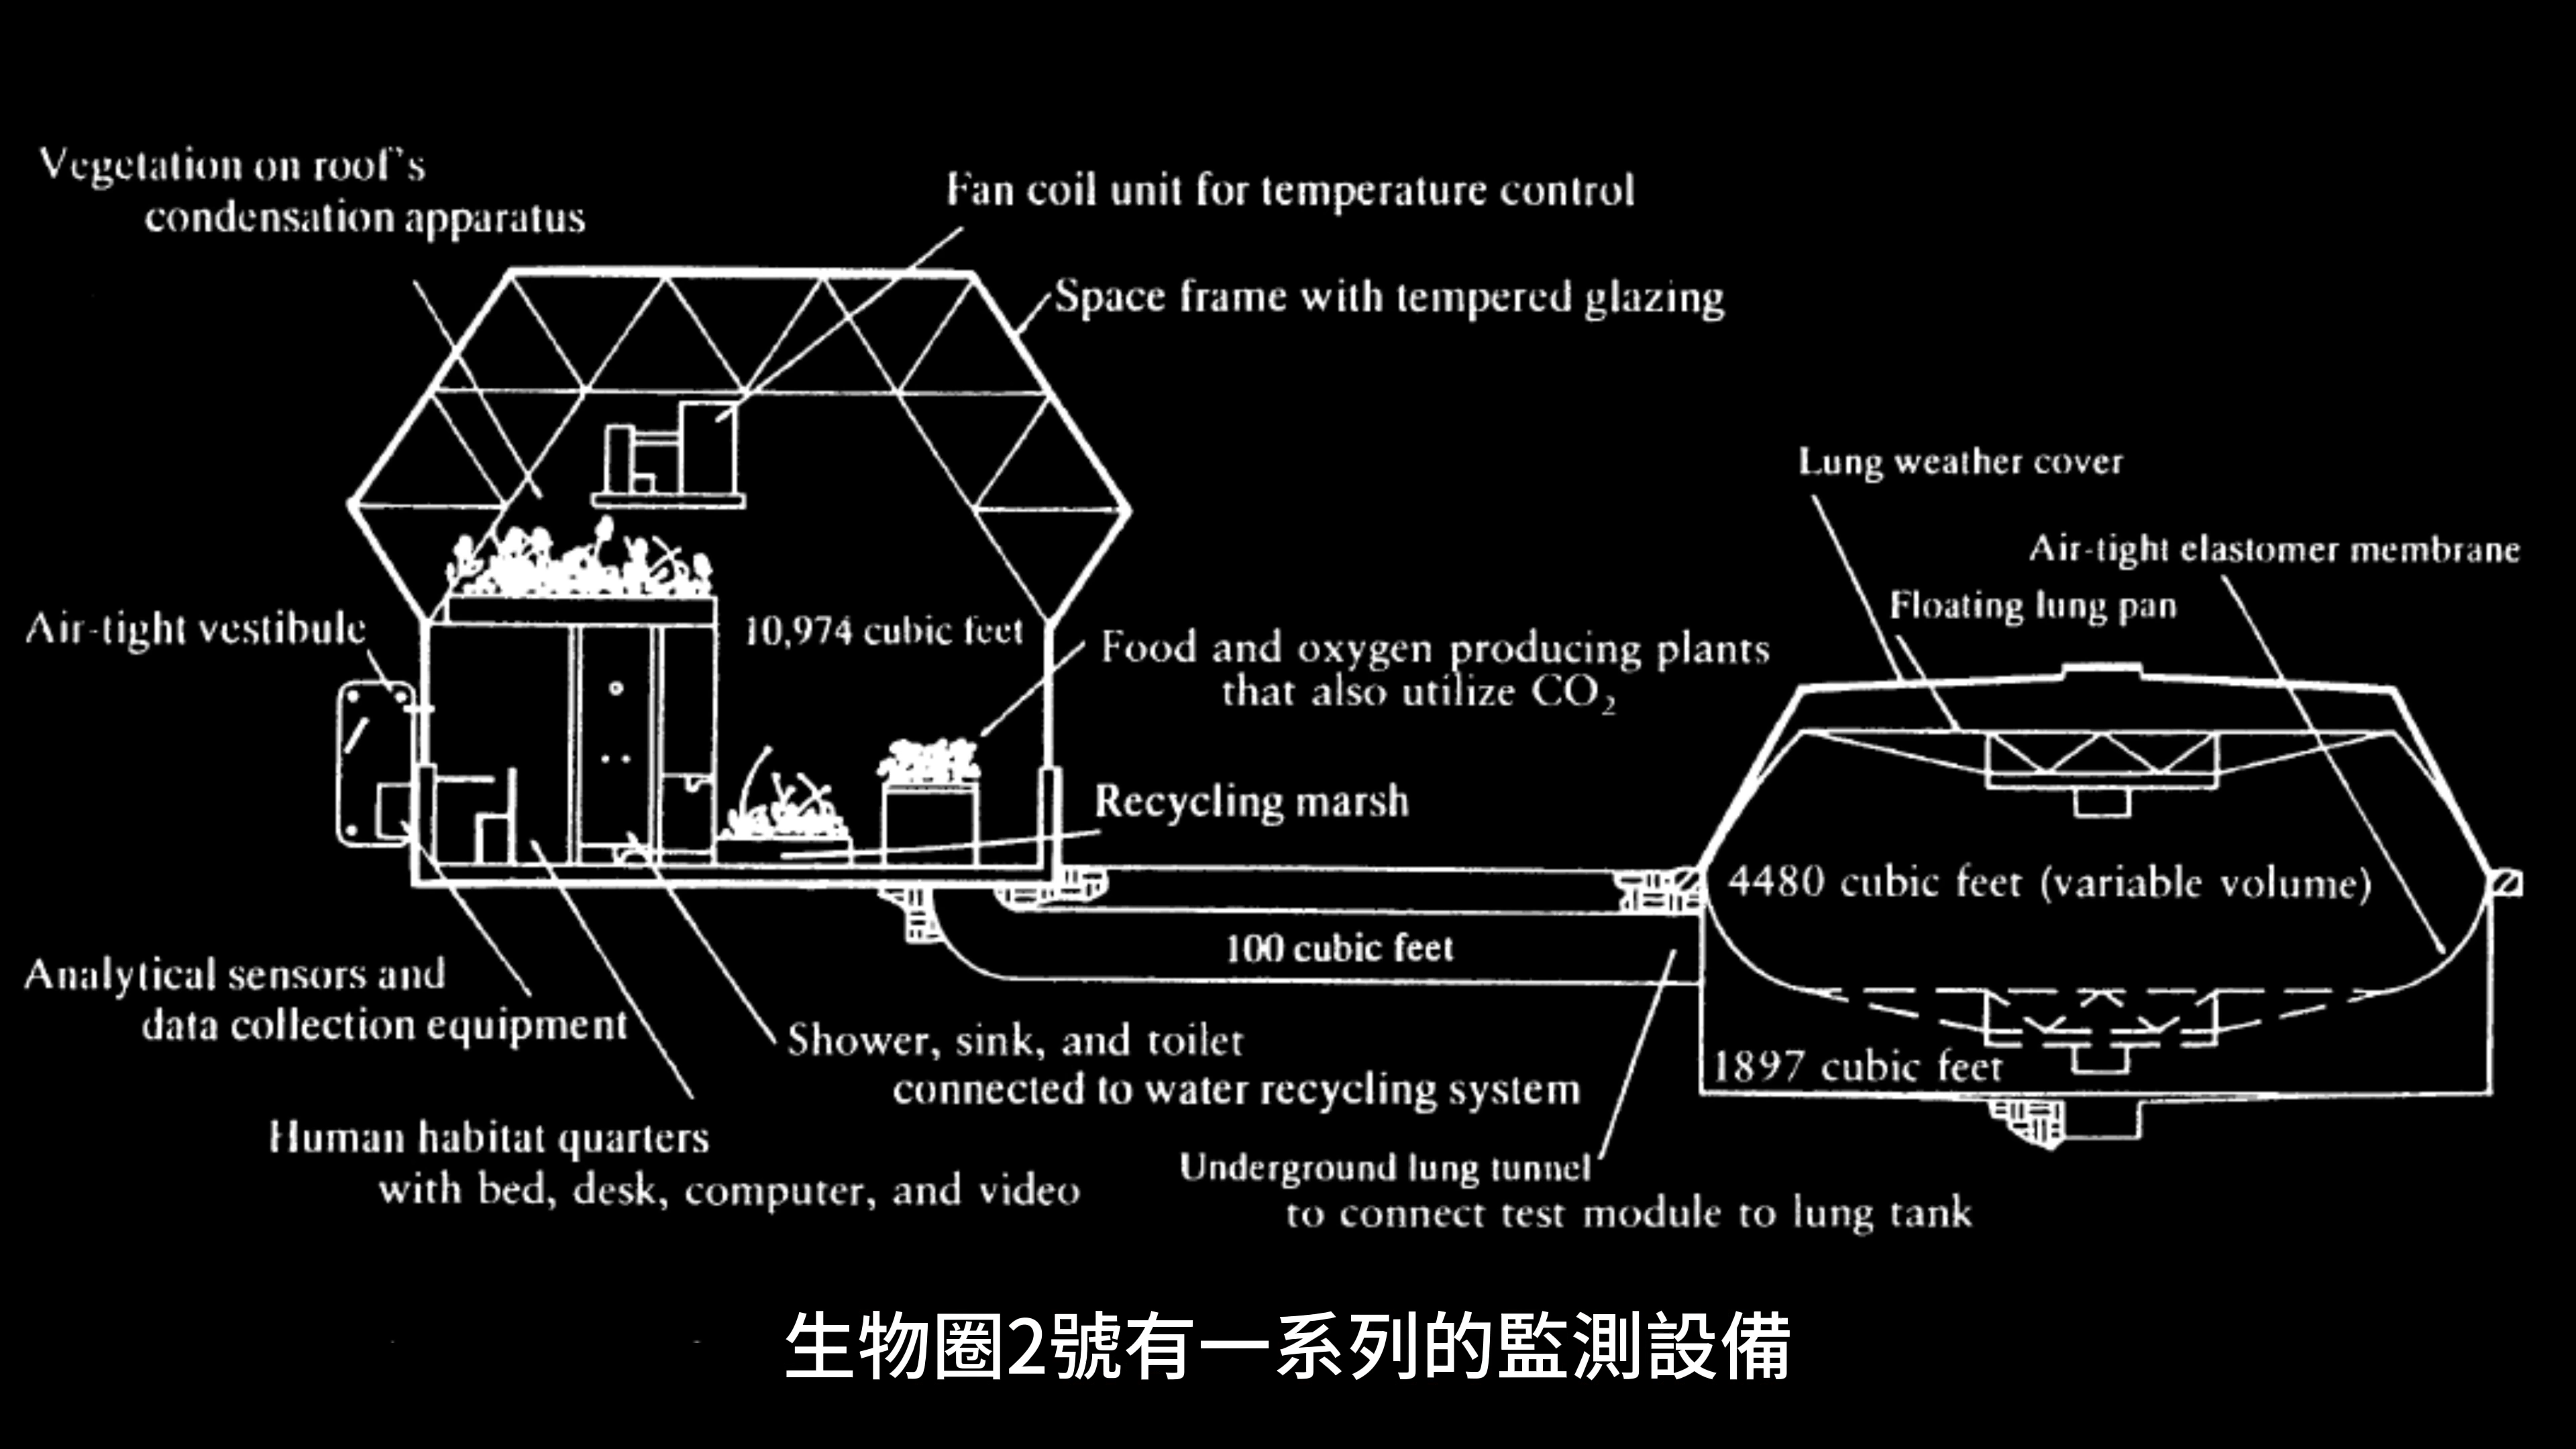 Vegetation on roof's
condensation apparatus
Fan coil unit for temperature control
Space frame with tempered glazing
Lung weather cover
Air-tight elastomer membrane
Floating lung pan
Air-tight vestibule
10,974 cubic feet
Food and oxygen producing plants
that also utilize CO₂
Recycling marsh
4480 cubic feet (variable volume)
100 cubic feet
Analytical sensors and
data collection equipment
Shower, sink, and toilet
connected to water recycling system
1897 cubic feet
Human habitat quarters
with bed, desk, computer, and video
Underground lung tunnel
to connect test module to lung tank
生物圈2號有一系列的監測設備